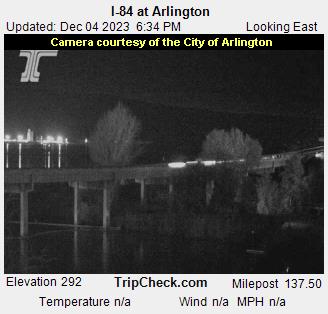 I-84 at Arlington
Updated: Dec 04 2023 6:34 PM Looking East
Camera courtesy of the City of Arlington
Elevation 292 TripCheck.com Milepost 137.50
Temperature n/a Wind n/a MPH n/a